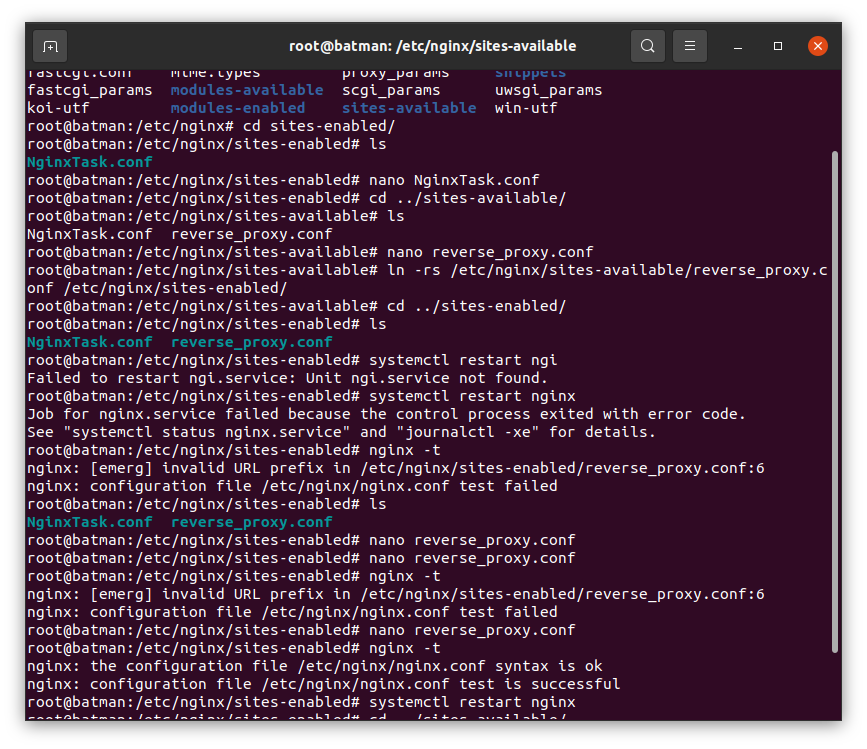 root@batman: /etc/nginx/sites-available
fastcgi.conf mime.types proxy_params snippets
fastcgi_params modules-available scgi_params uwsgi_params
koi-utf modules-enabled sites-available win-utf
root@batman:/etc/nginx# cd sites-enabled/
root@batman:/etc/nginx/sites-enabled# ls
NginxTask.conf
root@batman:/etc/nginx/sites-enabled# nano NginxTask.conf
root@batman:/etc/nginx/sites-enabled# cd ../sites-available/
root@batman:/etc/nginx/sites-available# ls
NginxTask.conf reverse_proxy.conf
root@batman:/etc/nginx/sites-available# nano reverse_proxy.conf
root@batman:/etc/nginx/sites-available# ln -rs /etc/nginx/sites-available/reverse_proxy.c
onf /etc/nginx/sites-enabled/
root@batman:/etc/nginx/sites-available# cd ../sites-enabled/
root@batman:/etc/nginx/sites-enabled# ls
NginxTask.conf reverse_proxy.conf
root@batman:/etc/nginx/sites-enabled# systemctl restart ngi
Failed to restart ngi.service: Unit ngi.service not found.
root@batman:/etc/nginx/sites-enabled# systemctl restart nginx
Job for nginx.service failed because the control process exited with error code.
See "systemctl status nginx.service" and "journalctl -xe" for details.
root@batman:/etc/nginx/sites-enabled# nginx -t
nginx: [emerg] invalid URL prefix in /etc/nginx/sites-enabled/reverse_proxy.conf:6
nginx: configuration file /etc/nginx/nginx.conf test failed
root@batman:/etc/nginx/sites-enabled# ls
NginxTask.conf reverse_proxy.conf
root@batman:/etc/nginx/sites-enabled# nano reverse_proxy.conf
root@batman:/etc/nginx/sites-enabled# nano reverse_proxy.conf
root@batman:/etc/nginx/sites-enabled# nginx -t
nginx: [emerg] invalid URL prefix in /etc/nginx/sites-enabled/reverse_proxy.conf:6
nginx: configuration file /etc/nginx/nginx.conf test failed
root@batman:/etc/nginx/sites-enabled# nano reverse_proxy.conf
root@batman:/etc/nginx/sites-enabled# nginx -t
nginx: the configuration file /etc/nginx/nginx.conf syntax is ok
nginx: configuration file /etc/nginx/nginx.conf test is successful
root@batman:/etc/nginx/sites-enabled# systemctl restart nginx
root@batman:/etc/nginx/sites-enabled# cd ../sites-available/